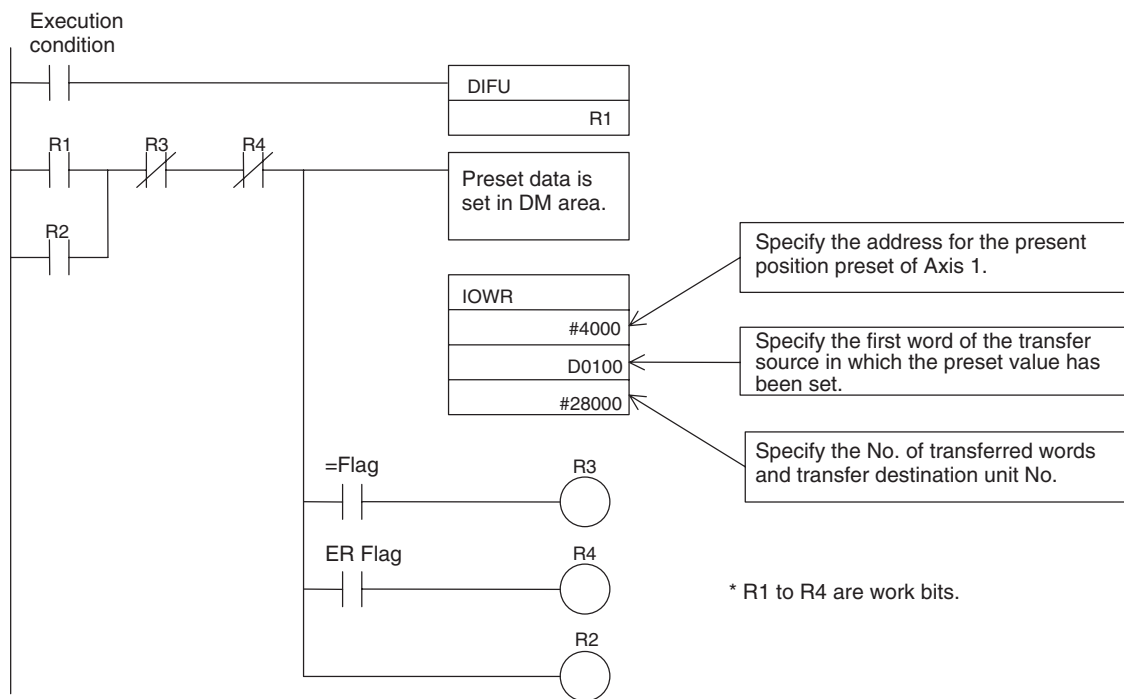 Execution
condition
DIFU
R1
R1
R3
R4
Preset data is
set in DM area.
R2
Specify the address for the present
position preset of Axis 1.
IOWR
#4000
Specify the first word of the transfer
source in which the preset value has
been set.
D0100
#28000
Specify the No. of transferred words
and transfer destination unit No.
=Flag
R3
ER Flag
R4
* R1 to R4 are work bits.
R2